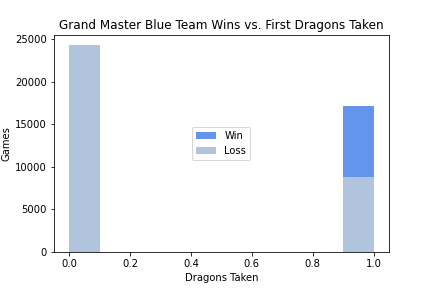 Grand Master Blue Team Wins vs. First Dragons Taken
25000
20000
15000
10000
5000
0
Games
Win
Loss
0.0 0.2 0.4 0.6 0.8 1.0
Dragons Taken